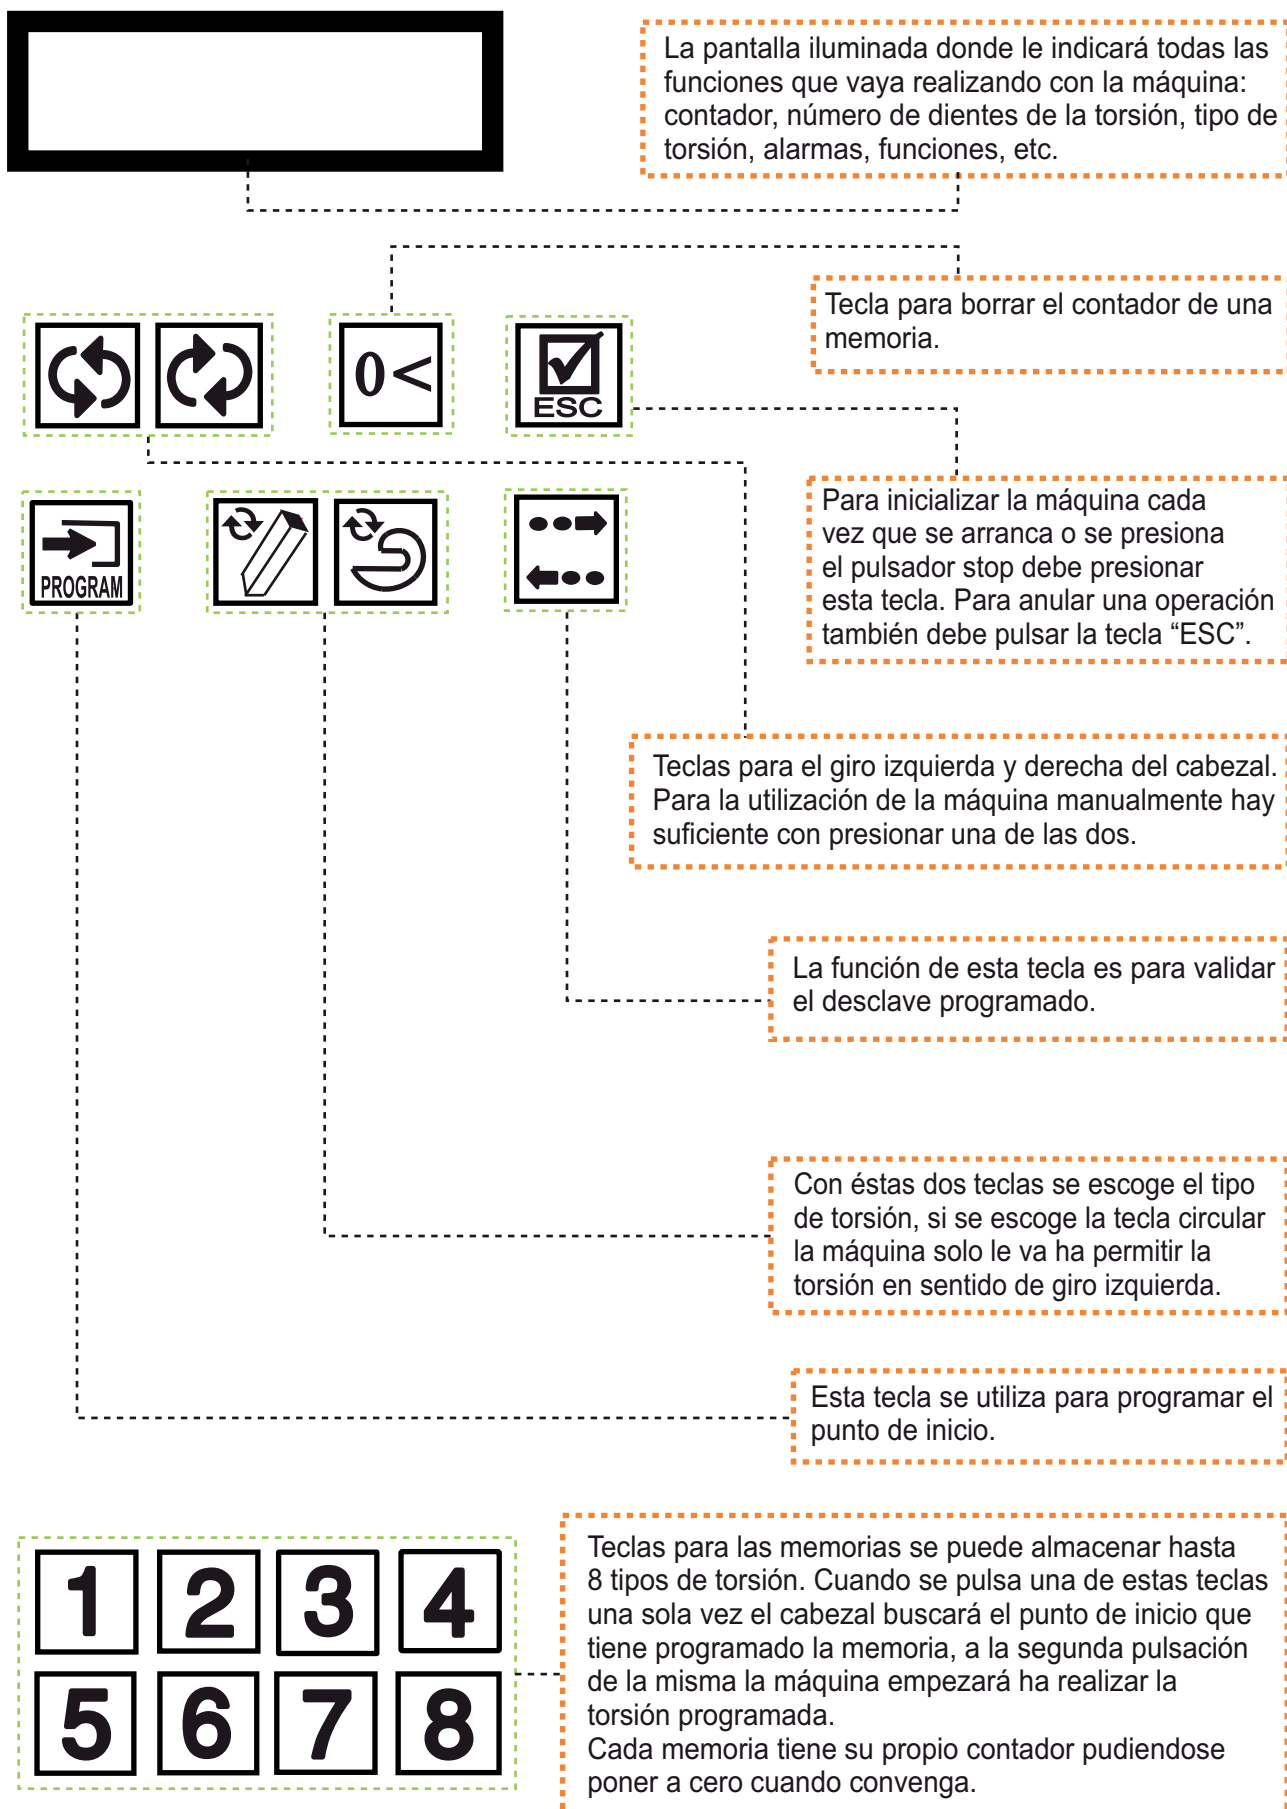 La pantalla iluminada donde le indicará todas las
funciones que vaya realizando con la máquina:
contador, número de dientes de la torsión, tipo de
torsión, alarmas, funciones, etc.
Tecla para borrar el contador de una
memoria.
0<
ESC
Para inicializar la máquina cada
vez que se arranca o se presiona
el pulsador stop debe presionar
esta tecla. Para anular una operación
también debe pulsar la tecla “ESC”.
PROGRAM
Teclas para el giro izquierda y derecha del cabezal.
Para la utilización de la máquina manualmente hay
suficiente con presionar una de las dos.
La función de esta tecla es para validar
el desclave programado.
Con éstas dos teclas se escoge el tipo
de torsión, si se escoge la tecla circular
la máquina solo le va ha permitir la
torsión en sentido de giro izquierda.
Esta tecla se utiliza para programar el
punto de inicio.
1 2 3 4
5 6 7 8
Teclas para las memorias se puede almacenar hasta
8 tipos de torsión. Cuando se pulsa una de estas teclas
una sola vez el cabezal buscará el punto de inicio que
tiene programado la memoria, a la segunda pulsación
de la misma la máquina empezará ha realizar la
torsión programada.
Cada memoria tiene su propio contador pudiendose
poner a cero cuando convenga.